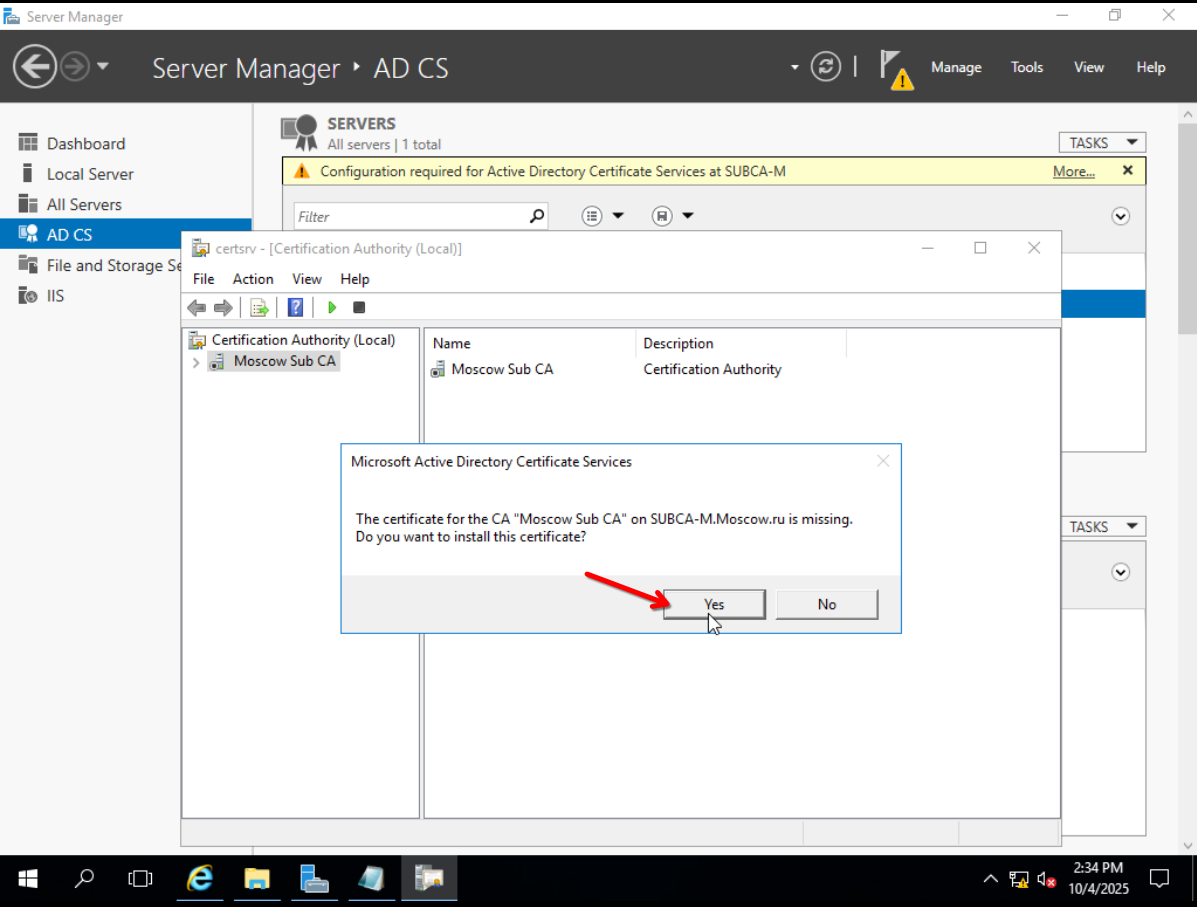 Server Manager
Server Manager ‣ AD CS
Manage Tools View Help
Dashboard
Local Server
All Servers
AD CS
File and Storage Se
IIS
SERVERS
All servers | 1 total
TASKS
Configuration required for Active Directory Certificate Services at SUBCA-M
More...
Filter
certsrv - [Certification Authority (Local)]
File Action View Help
Certification Authority (Local)
Moscow Sub CA
Name Description
Moscow Sub CA Certification Authority
Microsoft Active Directory Certificate Services
The certificate for the CA "Moscow Sub CA" on SUBCA-M.Moscow.ru is missing.
Do you want to install this certificate?
Yes No
TASKS
2:34 PM
10/4/2025